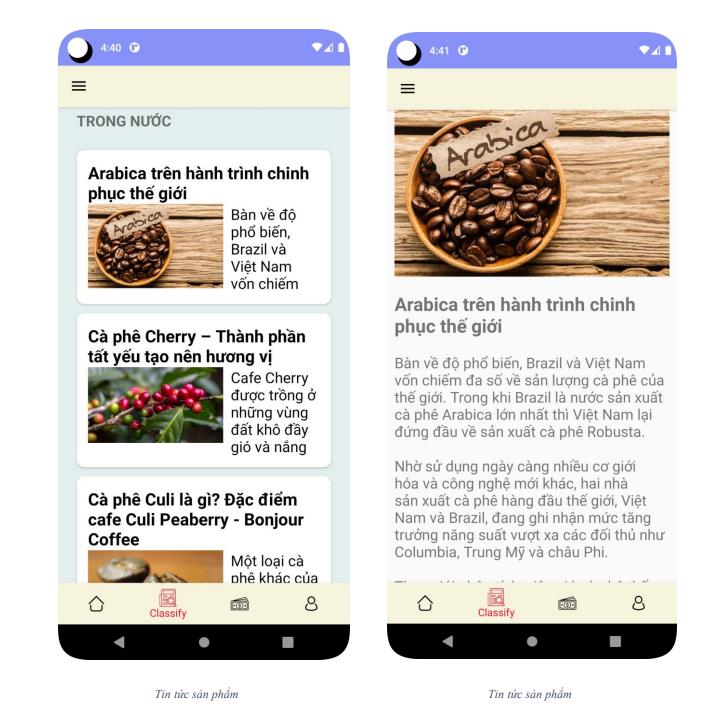 4:40
TRONG NƯỚC
Arabica trên hành trình chinh
phục thế giới
Arabica
Bàn về độ
phổ biến,
Brazil và
Việt Nam
vốn chiếm
Cà phê Cherry – Thành phần
tất yếu tạo nên hương vị
Cafe Cherry
được trồng ở
những vùng
đất khô đầy
gió và nắng
Cà phê Culi là gì? Đặc điểm
cafe Culi Peaberry - Bonjour
Coffee
Một loại cà
phê khác của
Classify
Tin tức sản phẩm
4:41
Arabica
Arabica trên hành trình chinh
phục thế giới
Bàn về độ phổ biến, Brazil và Việt Nam
vốn chiếm đa số về sản lượng cà phê của
thế giới. Trong khi Brazil là nước sản xuất
cà phê Arabica lớn nhất thì Việt Nam lại
đứng đầu về sản xuất cà phê Robusta.
Nhờ sử dụng ngày càng nhiều cơ giới
hóa và công nghệ mới khác, hai nhà
sản xuất cà phê hàng đầu thế giới, Việt
Nam và Brazil, đang ghi nhận mức tăng
trưởng năng suất vượt xa các đối thủ như
Columbia, Trung Mỹ và châu Phi.
Classify
Tin tức sản phẩm